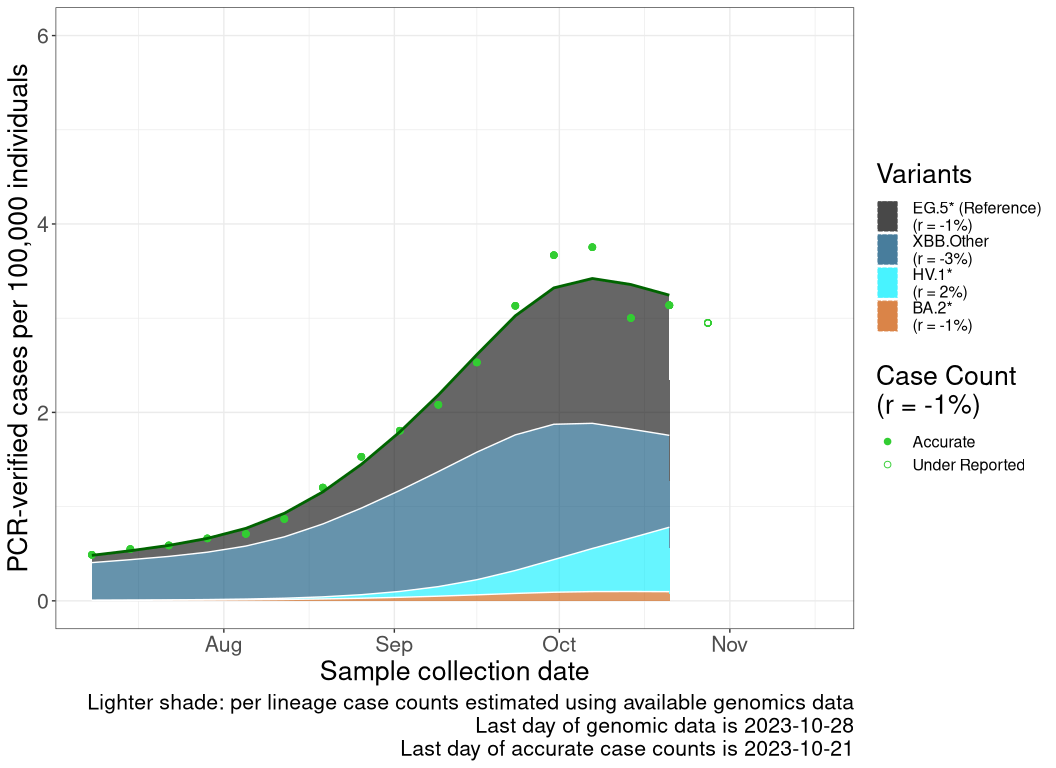 PCR-verified cases per 100,000 individuals
6
4
2
0
Aug Sep Oct Nov
Sample collection date
Lighter shade: per lineage case counts estimated using available genomics data
Last day of genomic data is 2023-10-28
Last day of accurate case counts is 2023-10-21
Variants
EG.5* (Reference)
(r = -1%)
XBB.Other
(r = -3%)
HV.1*
(r = 2%)
BA.2*
(r = -1%)
Case Count
(r = -1%)
Accurate
Under Reported